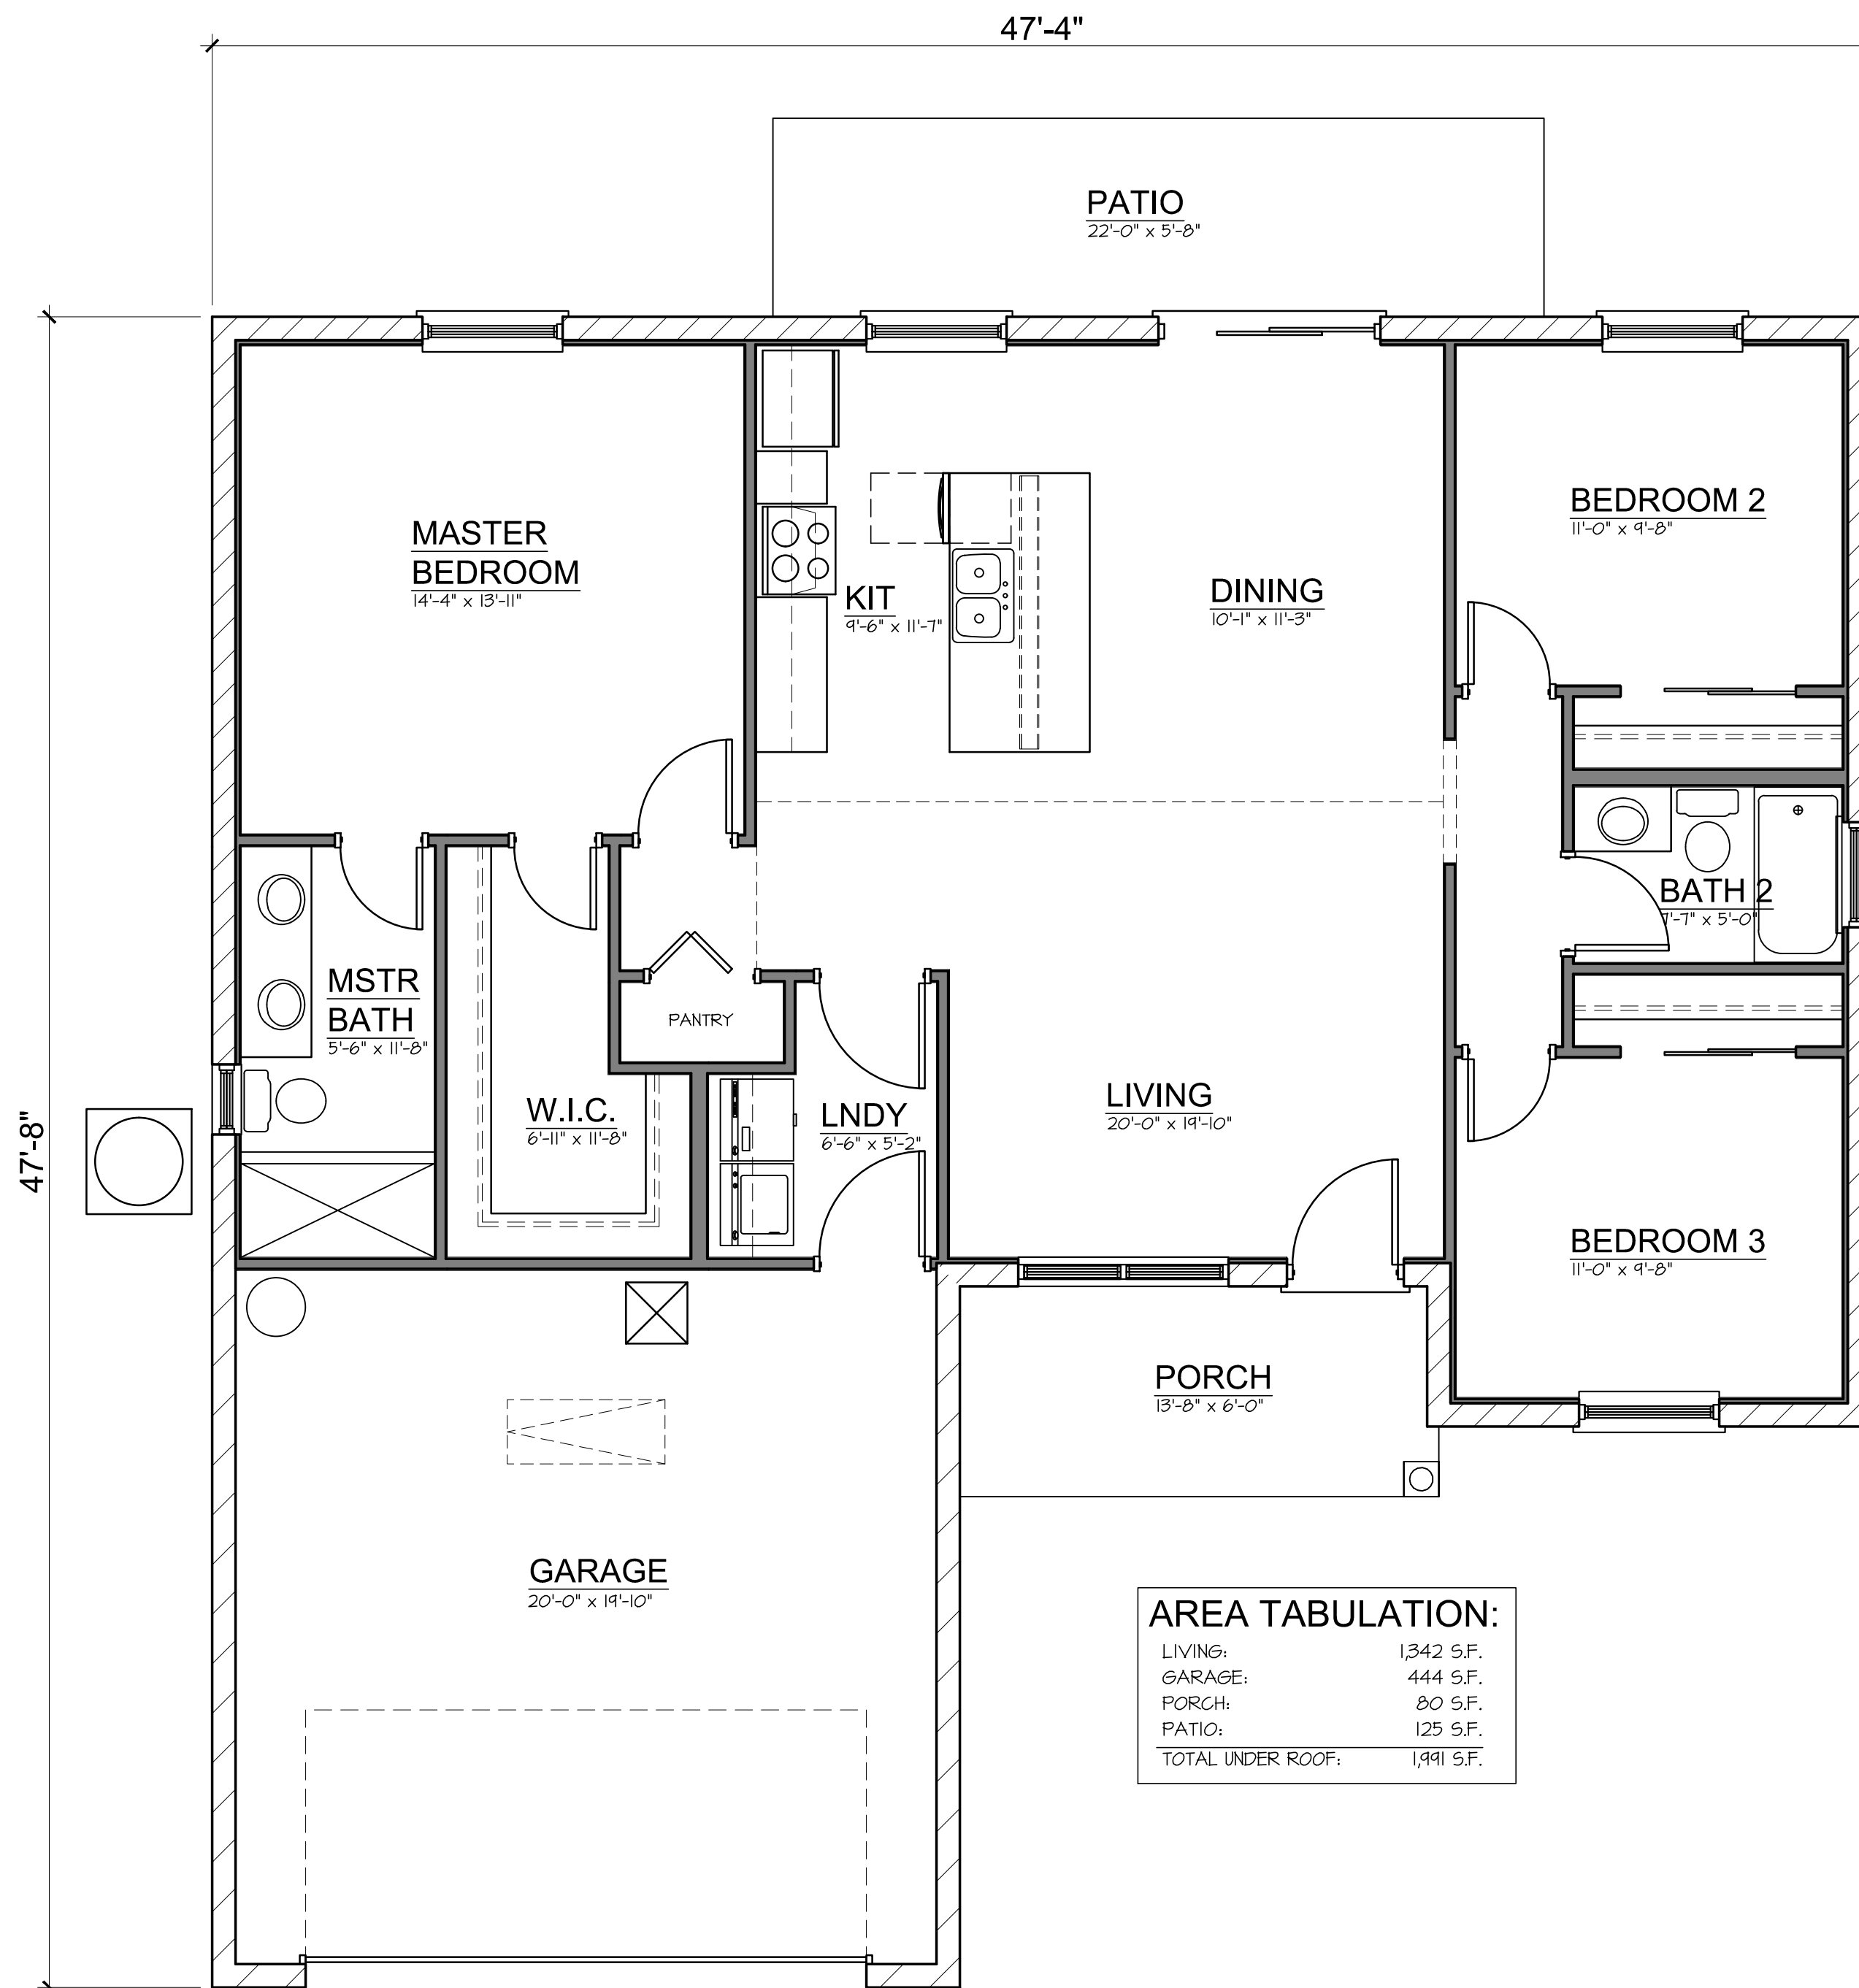 47'-4"
PATIO
22'-0" x 5'-8"
MASTER
BEDROOM
14'-4" x 13'-11"
KIT
9'-6" x 11'-7"
DINING
10'-1" x 11'-3"
BEDROOM 2
11'-0" x 9'-8"
BATH 2
7'-7" x 5'-0"
MSTR
BATH
5'-6" x 11'-8"
PANTRY
W.I.C.
6'-11" x 11'-8"
LNDY
6'-6" x 5'-2"
LIVING
20'-0" x 19'-10"
47'-8"
BEDROOM 3
11'-0" x 9'-8"
PORCH
13'-8" x 6'-0"
GARAGE
20'-0" x 19'-10"
AREA TABULATION:
LIVING: 1,342 S.F.
GARAGE: 444 S.F.
PORCH: 80 S.F.
PATIO: 125 S.F.
TOTAL UNDER ROOF: 1,991 S.F.